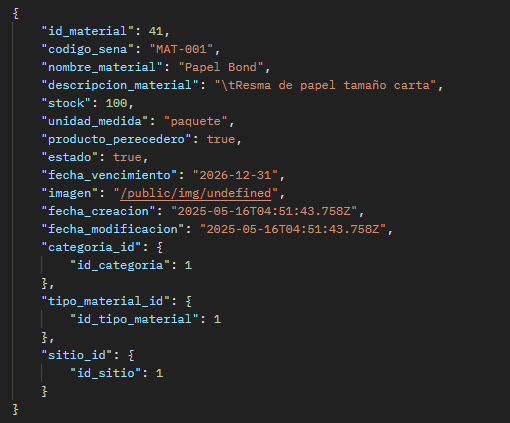 {
"id_material": 41,
"codigo_sena": "MAT-001",
"nombre_material": "Papel Bond",
"descripcion_material": "\tResma de papel tamaño carta",
"stock": 100,
"unidad_medida": "paquete",
"producto_perecedero": true,
"estado": true,
"fecha_vencimiento": "2026-12-31",
"imagen": "/public/img/undefined",
"fecha_creacion": "2025-05-16T04:51:43.758Z",
"fecha_modificacion": "2025-05-16T04:51:43.758Z",
"categoria_id": {
"id_categoria": 1
},
"tipo_material_id": {
"id_tipo_material": 1
},
"sitio_id": {
"id_sitio": 1
}
}